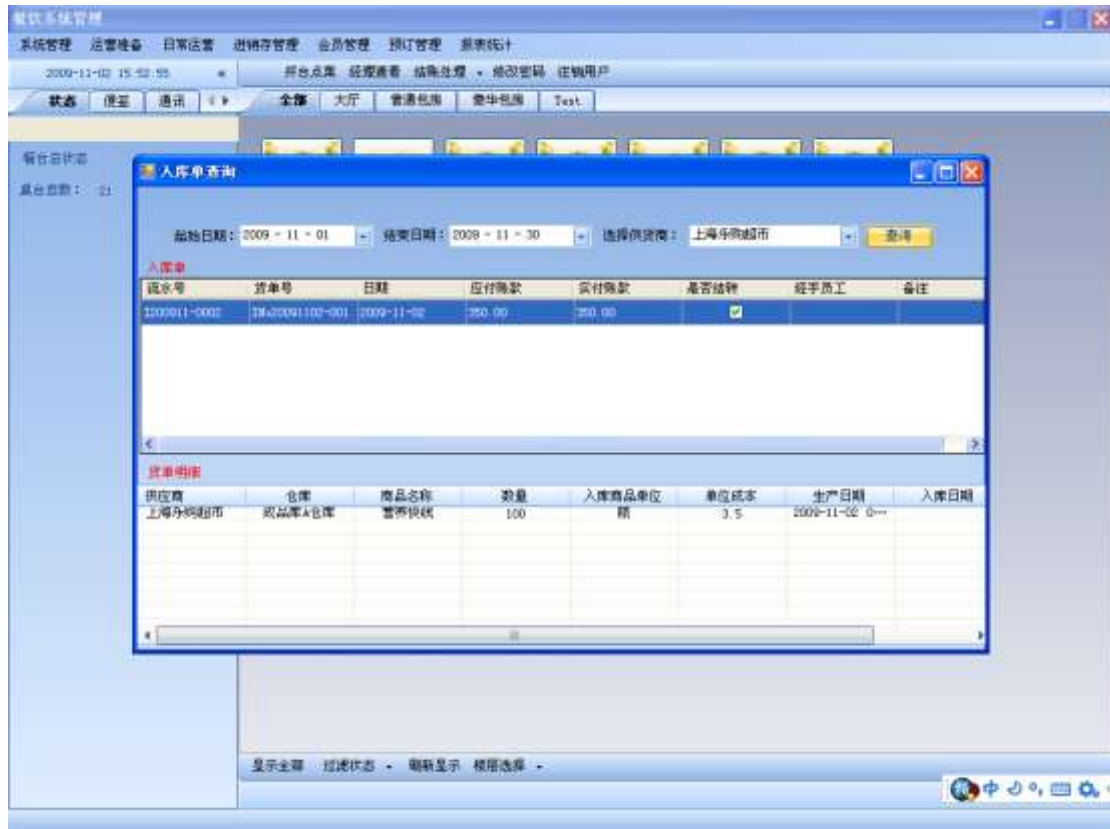 餐饮系统管理
系统管理 运营准备 日常运营 进销存管理 会员管理 预订管理 报表统计
2009-11-02 15:52:55 « 开台点菜 经理查看 结账处理 修改密码 注销用户
状态 便签 通讯 全部 大厅 普通包房 豪华包房 Test
餐台总状态
桌台总数: 21
入库单查询
起始日期: 2009 - 11 - 01 结束日期: 2009 - 11 - 30 选择供货商: 上海乐购超市 查询
入库单
流水号 货单号 日期 应付账款 实付账款 是否结转 经手员工 备注
2009-11-02 350.00 350.00
货单明细
供应商 仓库 商品名称 数量 入库商品单位 单位成本 生产日期 入库日期
上海乐购超市 成品库A仓库 营养快线 100 瓶 3.5 2009-11-02 0...
显示全部 过滤状态 刷新显示 楼层选择
中